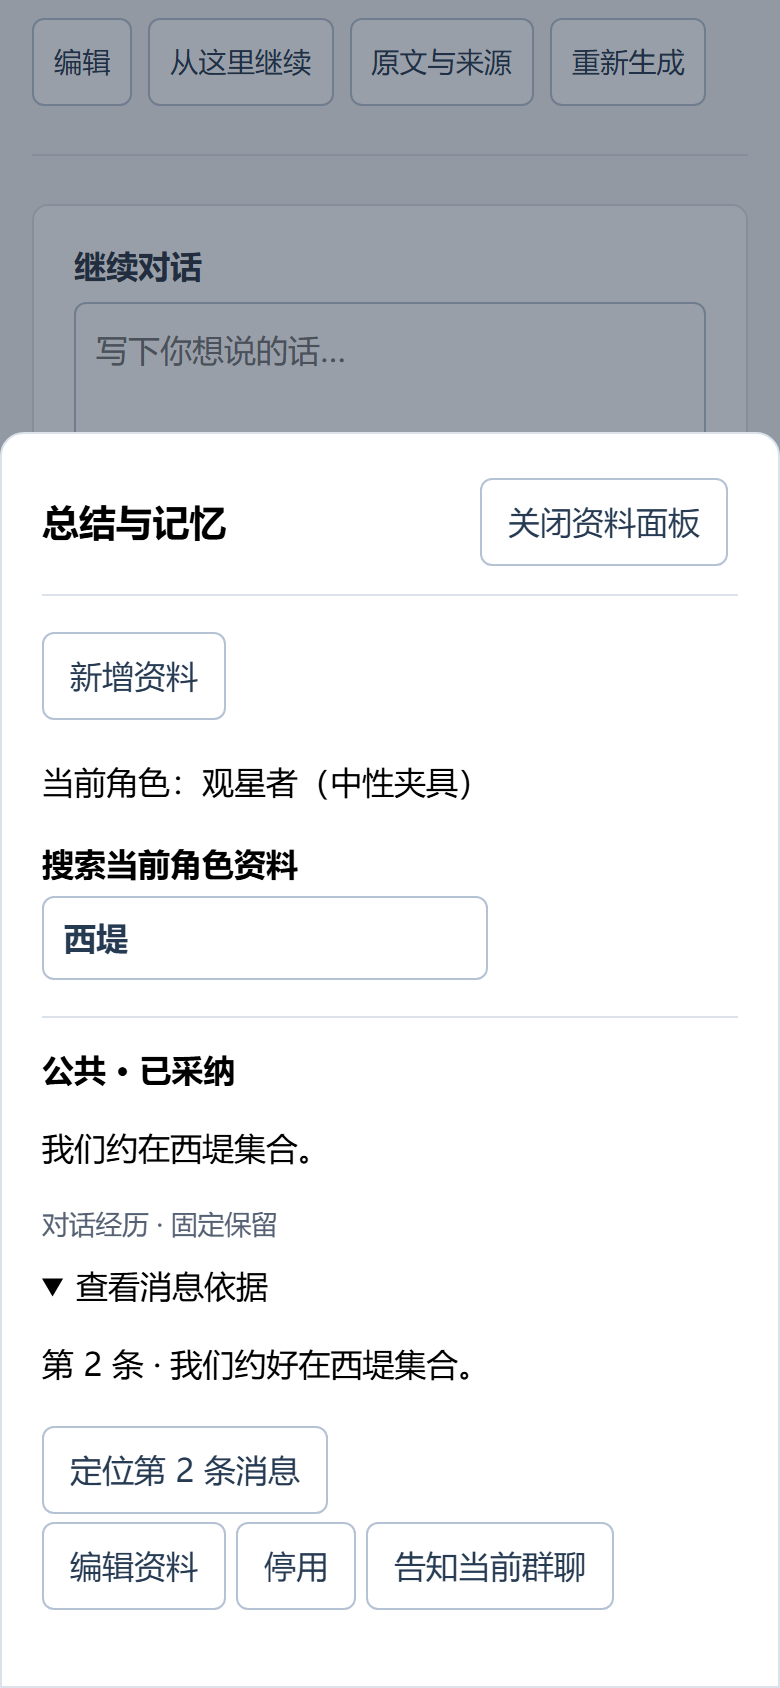 编辑 从这里继续 原文与来源 重新生成
继续对话
写下你想说的话...
总结与记忆 关闭资料面板
新增资料
当前角色：观星者（中性夹具）
搜索当前角色资料
西堤
公共 · 已采纳
我们约在西堤集合。
对话经历 · 固定保留
▼ 查看消息依据
第 2 条 · 我们约好在西堤集合。
定位第 2 条消息
编辑资料 停用 告知当前群聊